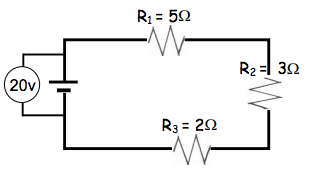 R₁ = 5Ω
R₂ = 3Ω
20v
R₃ = 2Ω